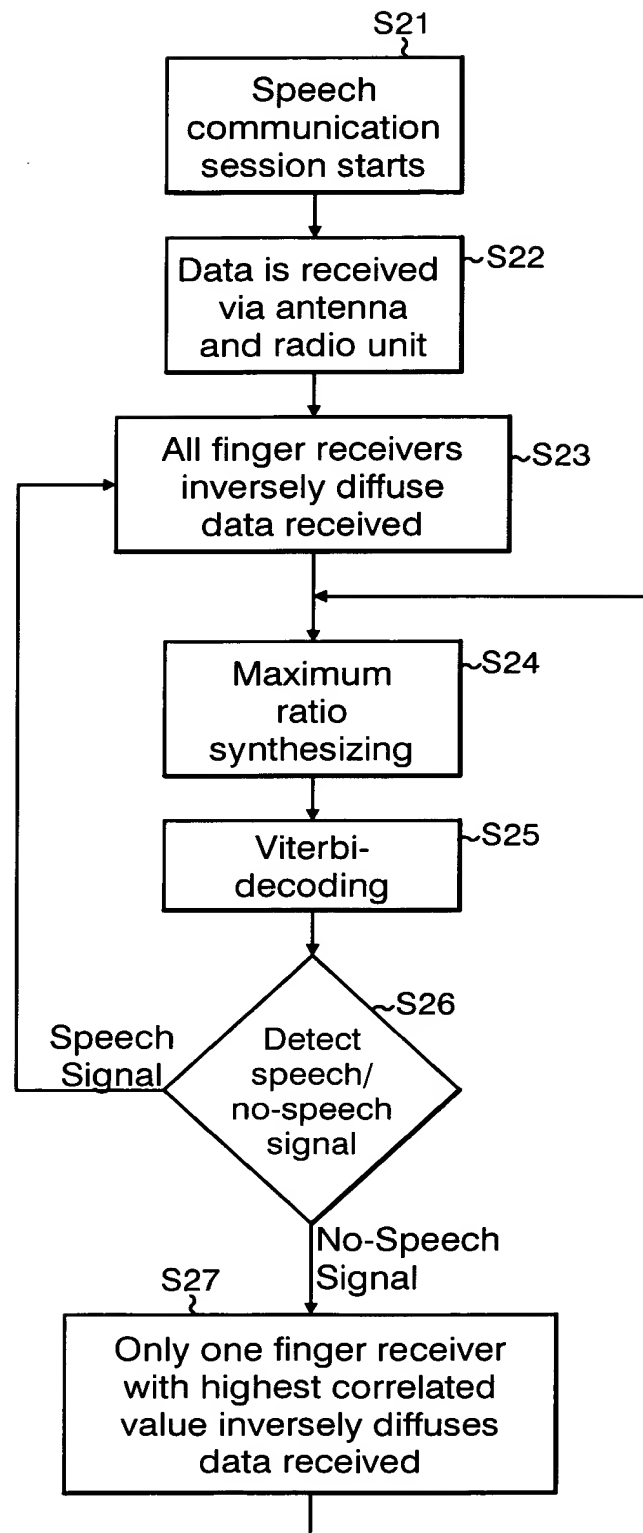 S21
Speech
communication
session starts
S22
Data is received
via antenna
and radio unit
S23
All finger receivers
inversely diffuse
data received
S24
Maximum
ratio
synthesizing
S25
Viterbi-
decoding
S26
Detect
speech/
no-speech
signal
Speech
Signal
No-Speech
Signal
S27
Only one finger receiver
with highest correlated
value inversely diffuses
data received